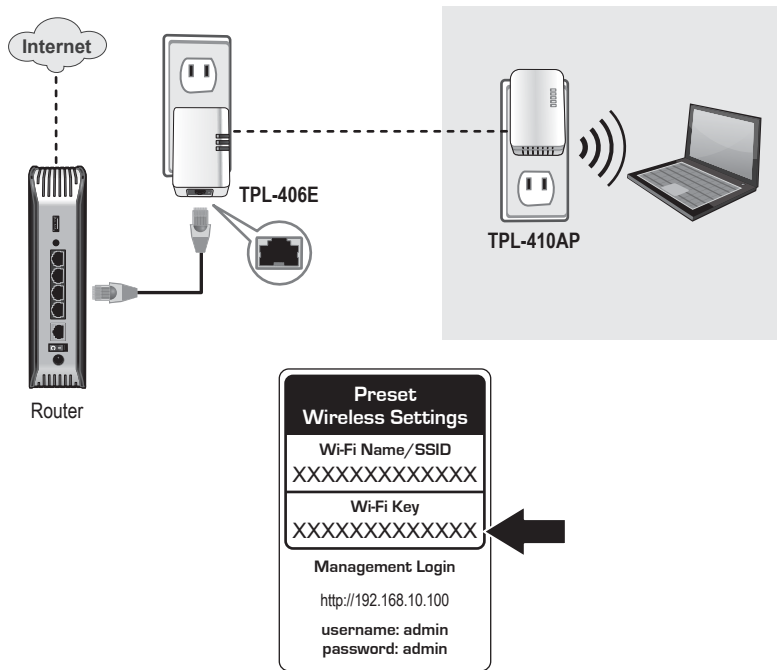 Internet
TPL-406E
TPL-410AP
Router
Preset
Wireless Settings
Wi-Fi Name/SSID
XXXXXXXXXXXXX
Wi-Fi Key
XXXXXXXXXXXXX
Management Login
http://192.168.10.100
username: admin
password: admin